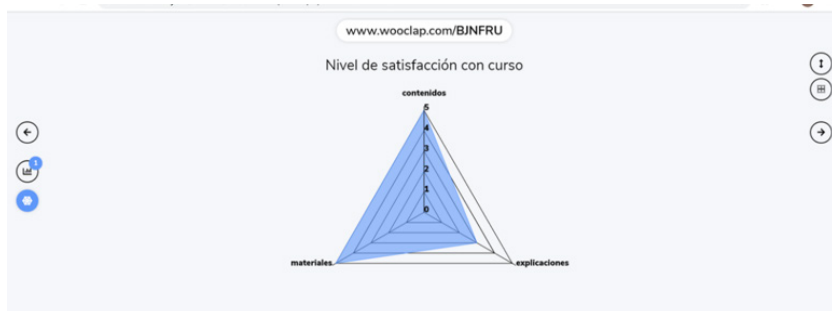 www.wooclap.com/BJNFRU
Nivel de satisfacción con curso
contenidos
5
4
3
2
1
0
materiales
explicaciones
1